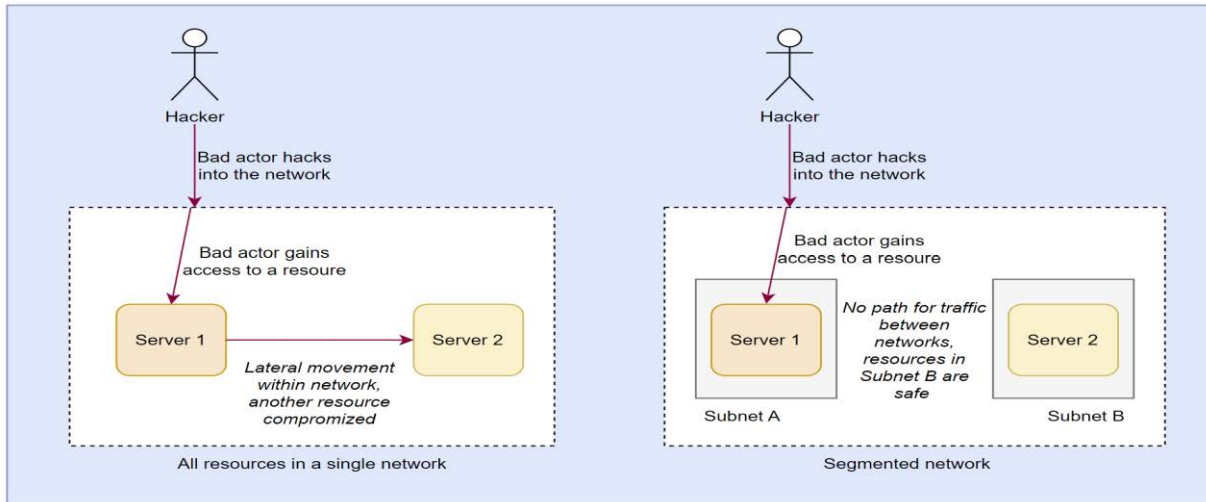 Hacker
Bad actor hacks
into the network
Bad actor gains
access to a resoure
Server 1
Server 2
Lateral movement
within network,
another resource
compromized
All resources in a single network
Hacker
Bad actor hacks
into the network
Bad actor gains
access to a resoure
Server 1
No path for traffic
between
networks,
resources in
Subnet B are
safe
Server 2
Subnet A
Subnet B
Segmented network